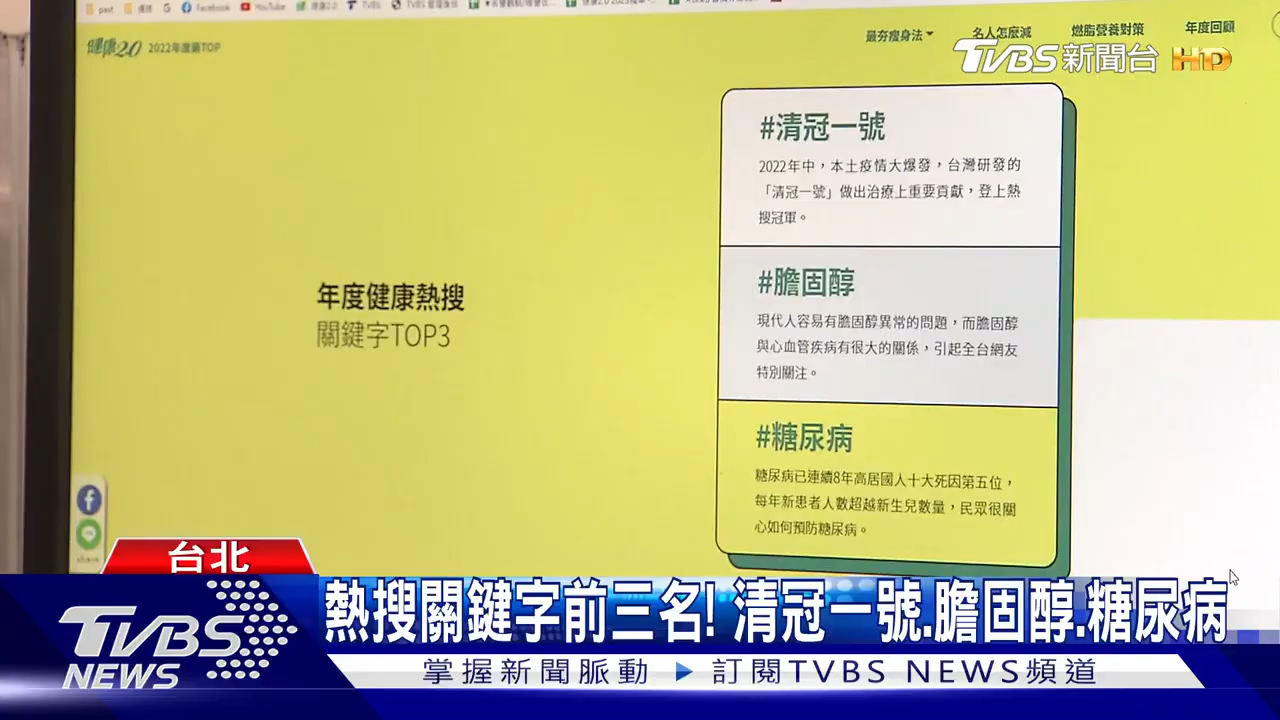 past
Facebook
YouTube
健康2.0
TVBS
健康2.0
2022年度最TOP
最夯瘦身法
名人怎麼減
燃脂營養對策
年度回顧
TVBS新聞台 HD
#清冠一號
2022年中，本土疫情大爆發，台灣研發的
「清冠一號」做出治療上重要貢獻，登上熱
搜冠軍。
年度健康熱搜
關鍵字TOP3
#膽固醇
現代人容易有膽固醇異常的問題，而膽固醇
與心血管疾病有很大的關係，引起全台網友
特別關注。
#糖尿病
糖尿病已連續8年高居國人十大死因第五位，
每年新患者人數超越新生兒數量，民眾很關
心如何預防糖尿病。
台北
熱搜關鍵字前三名! 清冠一號.膽固醇.糖尿病
TVBS
NEWS
掌握新聞脈動 ▶ 訂閱TVBS NEWS頻道